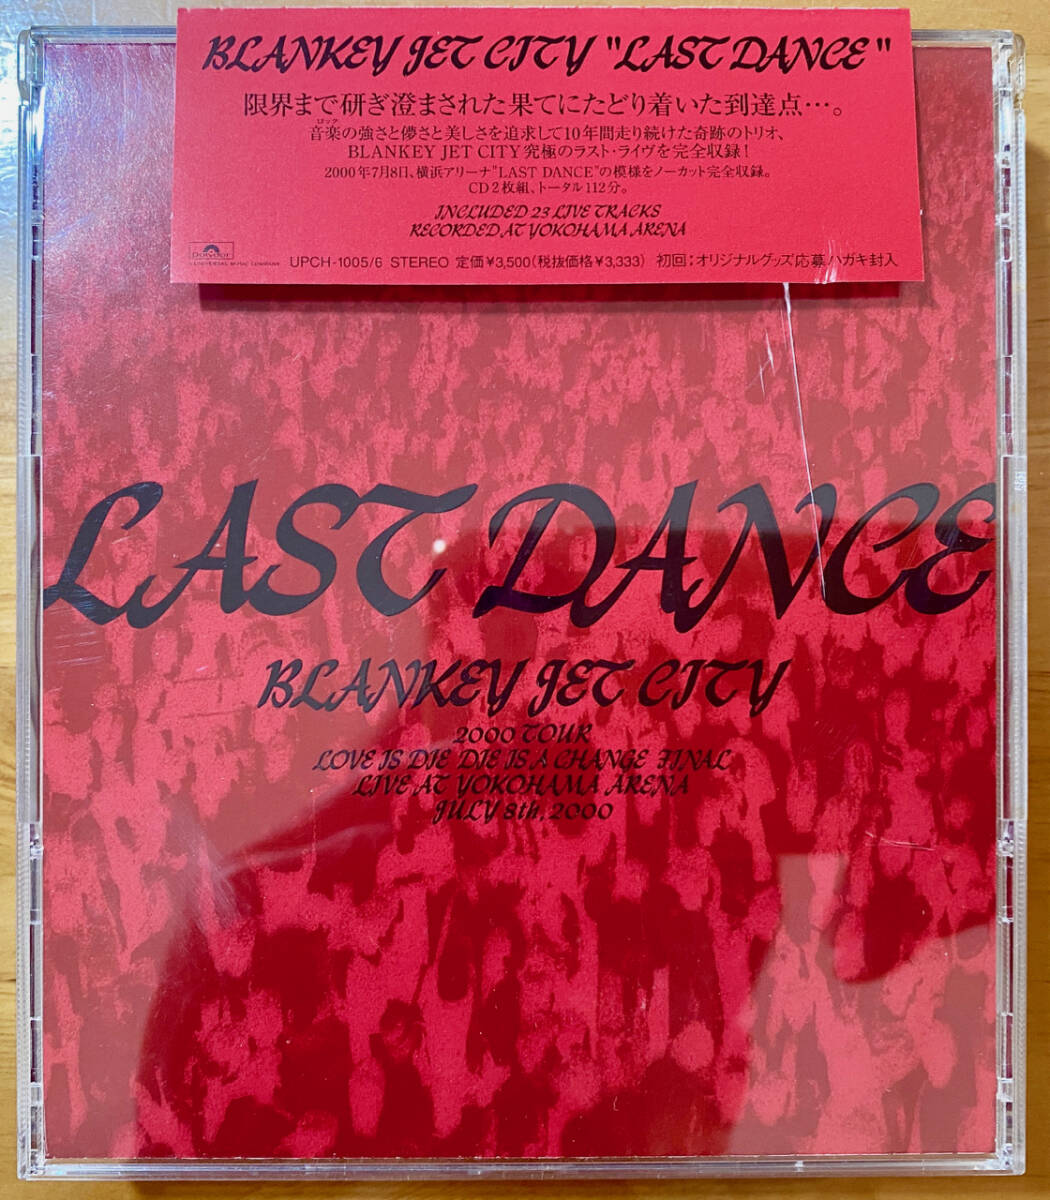 BLANKEY JET CITY "LAST DANCE"
限界まで研ぎ澄まされた果てにたどり着いた到達点…。
ロック
音楽の強さと儚さと美しさを追求して10年間走り続けた奇跡のトリオ、
BLANKEY JET CITY究極のラスト・ライヴを完全収録！
2000年7月8日、横浜アリーナ"LAST DANCE"の模様をノーカット完全収録。
CD2枚組、トータル112分。
INCLUDED 23 LIVE TRACKS
RECORDED AT YOKOHAMA ARENA
Polydor
A UNIVERSAL MUSIC COMPANY
UPCH-1005/6 STEREO 定価¥3,500(税抜価格¥3,333) 初回；オリジナルグッズ応募ハガキ封入
LAST DANCE
BLANKEY JET CITY
2000 TOUR
LOVE IS DIE DIE IS A CHANGE FINAL
LIVE AT YOKOHAMA ARENA
JULY 8th, 2000